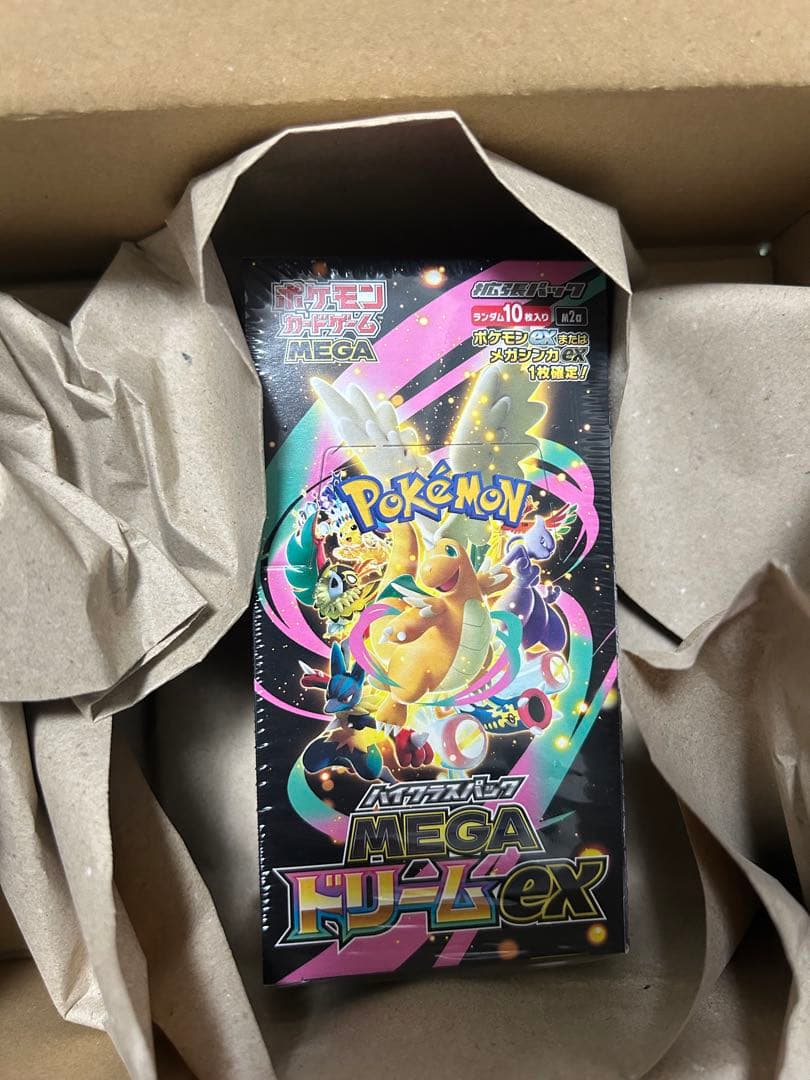 ポケモン
カードゲーム
MEGA
拡張パック
ランダム10枚入り M2a
ポケモンexまたは
メガシンカex
1枚確定!
POKéMON
ハイクラスパック
MEGA
ドリームex